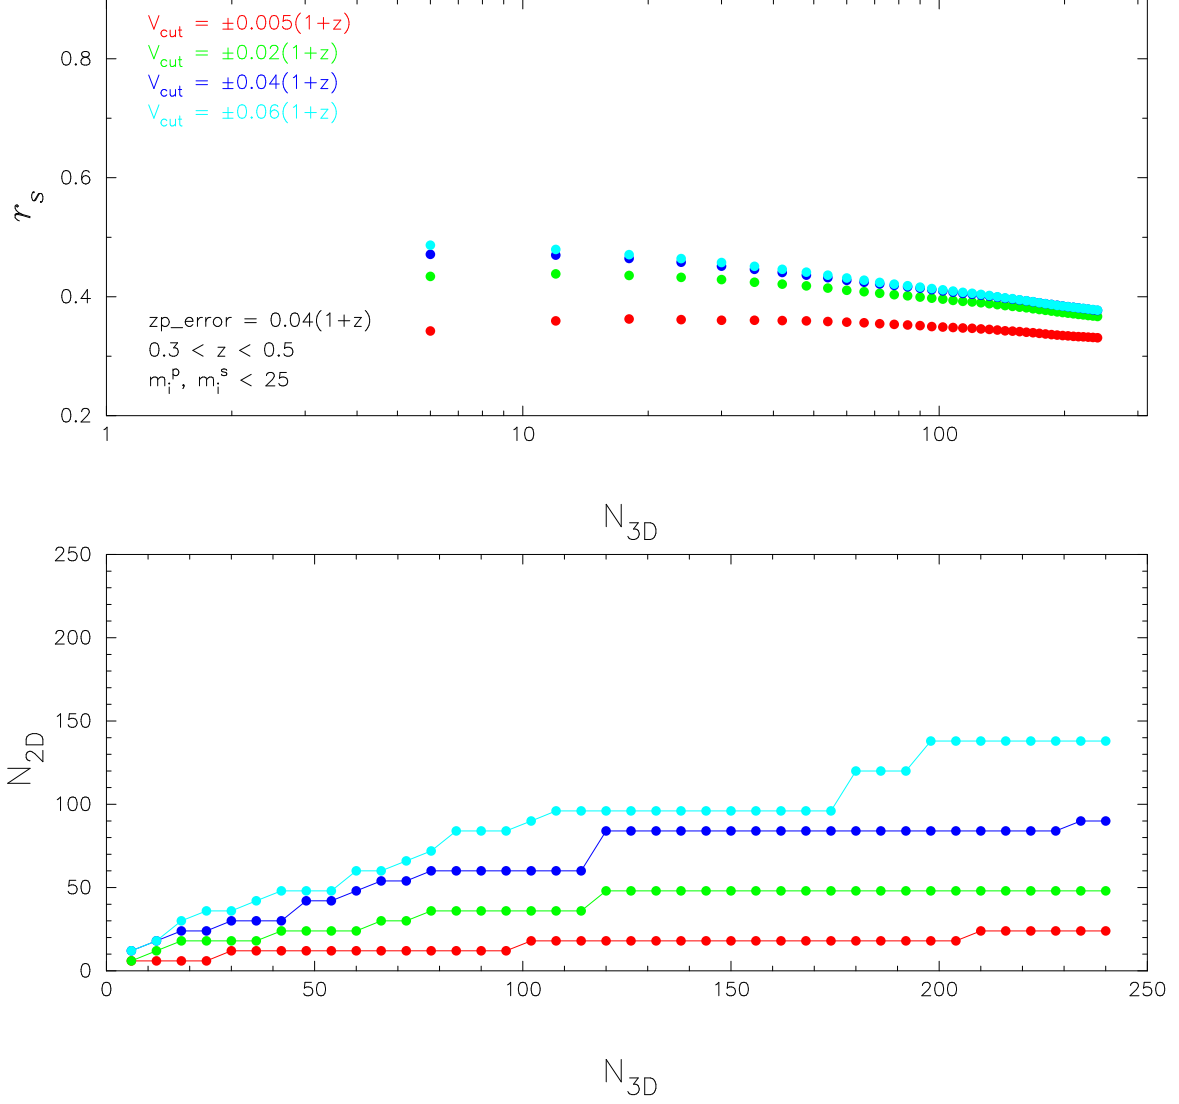 V_cut = ±0.005(1+z)
V_cut = ±0.02(1+z)
V_cut = ±0.04(1+z)
V_cut = ±0.06(1+z)
0.8
0.6
r_s
0.4
zp_error = 0.04(1+z)
0.3 < z < 0.5
m_i^p, m_i^s < 25
0.2
1 10 100
N_3D
250
200
150
N_2D
100
50
0
0 50 100 150 200 250
N_3D